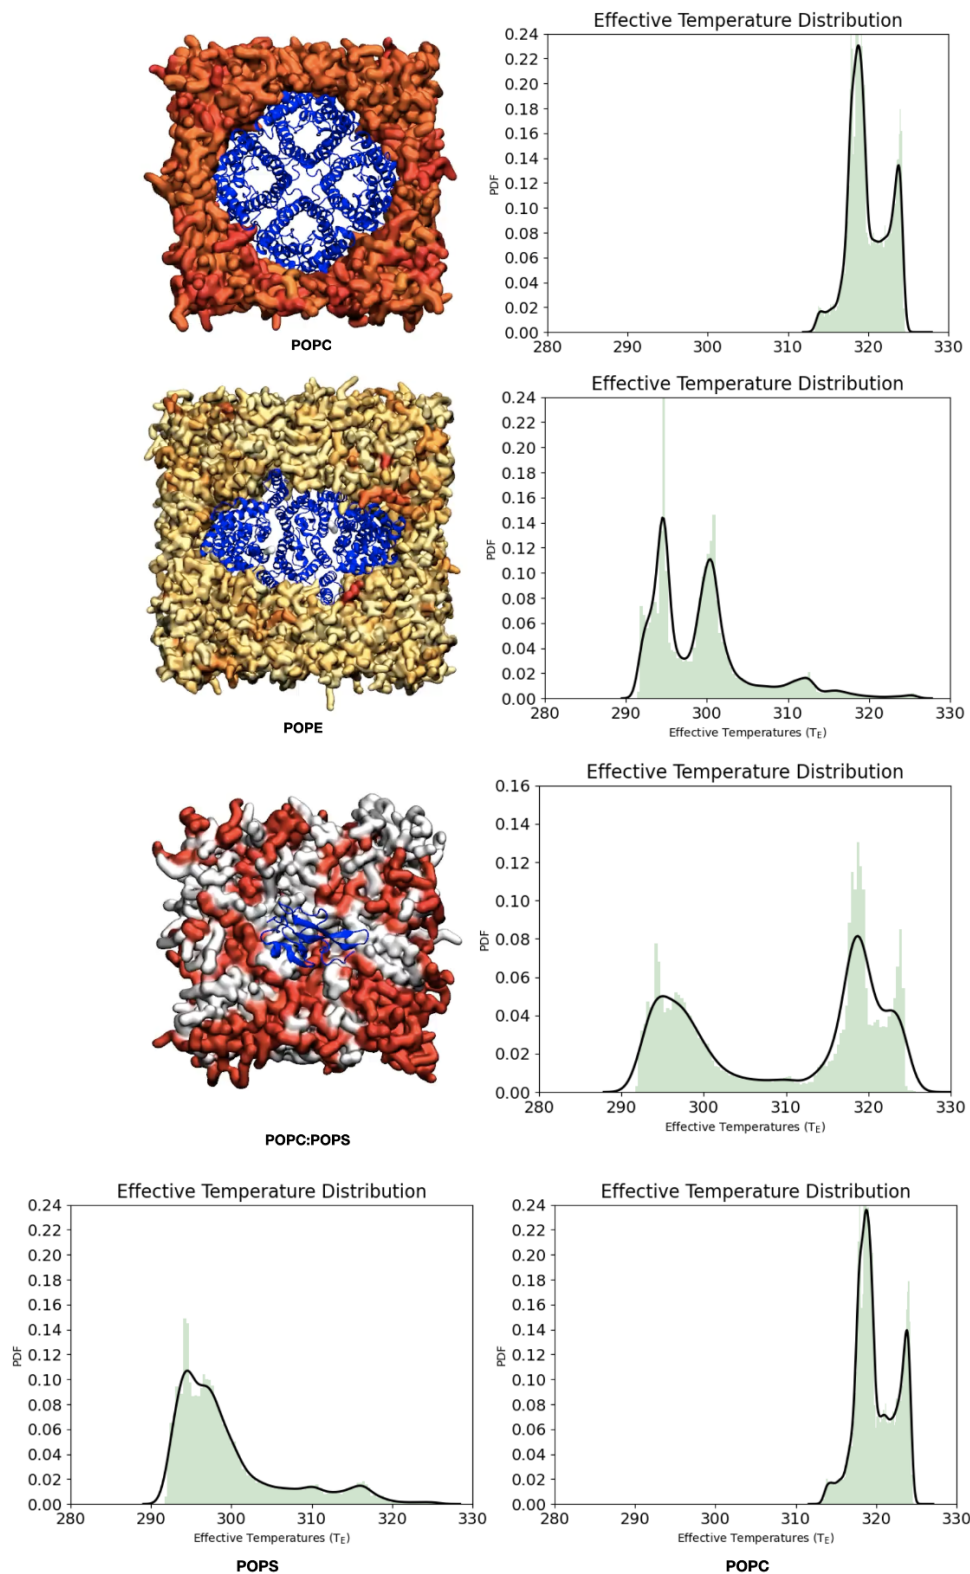 Effective Temperature Distribution
0.24
0.22
0.20
0.18
0.16
0.14
0.12
0.10
0.08
0.06
0.04
0.02
0.00
PDF
280 290 300 310 320 330
POPC
Effective Temperature Distribution
0.24
0.22
0.20
0.18
0.16
0.14
0.12
0.10
0.08
0.06
0.04
0.02
0.00
PDF
280 290 300 310 320 330
Effective Temperatures (T_E)
POPE
Effective Temperature Distribution
0.16
0.14
0.12
0.10
0.08
0.06
0.04
0.02
0.00
PDF
280 290 300 310 320 330
Effective Temperatures (T_E)
POPC:POPS
Effective Temperature Distribution
0.24
0.22
0.20
0.18
0.16
0.14
0.12
0.10
0.08
0.06
0.04
0.02
0.00
PDF
280 290 300 310 320 330
Effective Temperatures (T_E)
POPS
Effective Temperature Distribution
0.24
0.22
0.20
0.18
0.16
0.14
0.12
0.10
0.08
0.06
0.04
0.02
0.00
PDF
280 290 300 310 320 330
Effective Temperatures (T_E)
POPC